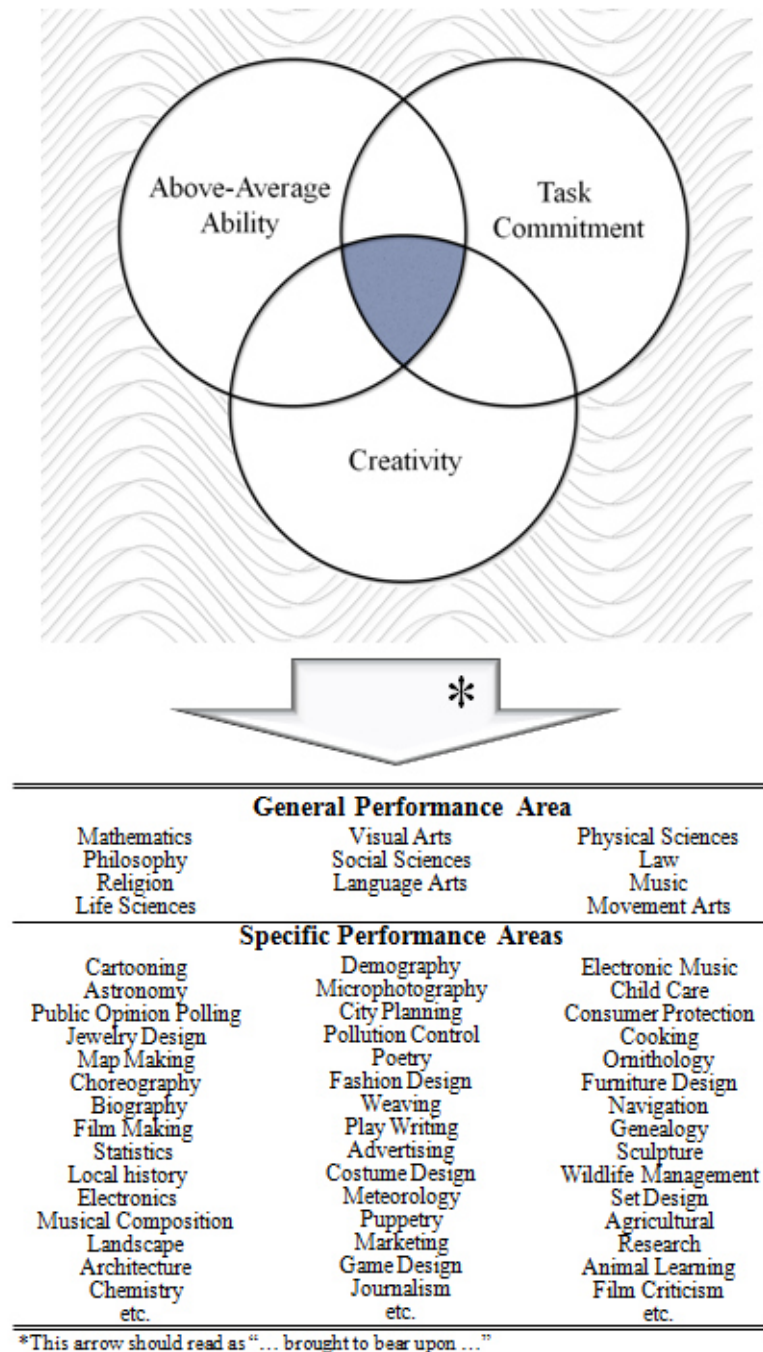 Above-Average
Ability
Task
Commitment
Creativity
*
General Performance Area
Mathematics Visual Arts Physical Sciences
Philosophy Social Sciences Law
Religion Language Arts Music
Life Sciences Movement Arts
Specific Performance Areas
Cartooning Demography Electronic Music
Astronomy Microphotography Child Care
Public Opinion Polling City Planning Consumer Protection
Jewelry Design Pollution Control Cooking
Map Making Poetry Ornithology
Choreography Fashion Design Furniture Design
Biography Weaving Navigation
Film Making Play Writing Genealogy
Statistics Advertising Sculpture
Local history Costume Design Wildlife Management
Electronics Meteorology Set Design
Musical Composition Puppetry Agricultural
Landscape Marketing Research
Architecture Game Design Animal Learning
Chemistry Journalism Film Criticism
etc. etc. etc.
*This arrow should read as “… brought to bear upon …”